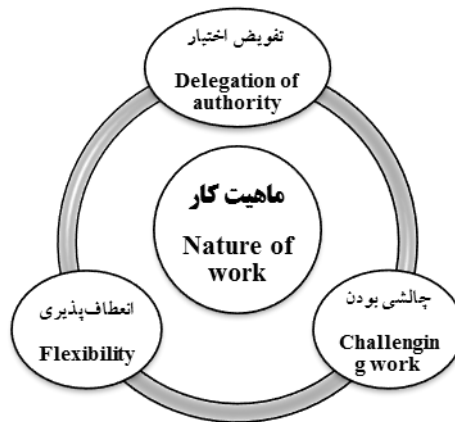 تفویض اختیار
Delegation of
authority
ماهیت کار
Nature of
work
انعطاف‌پذیری
Flexibility
چالشی بودن
Challengin
g work